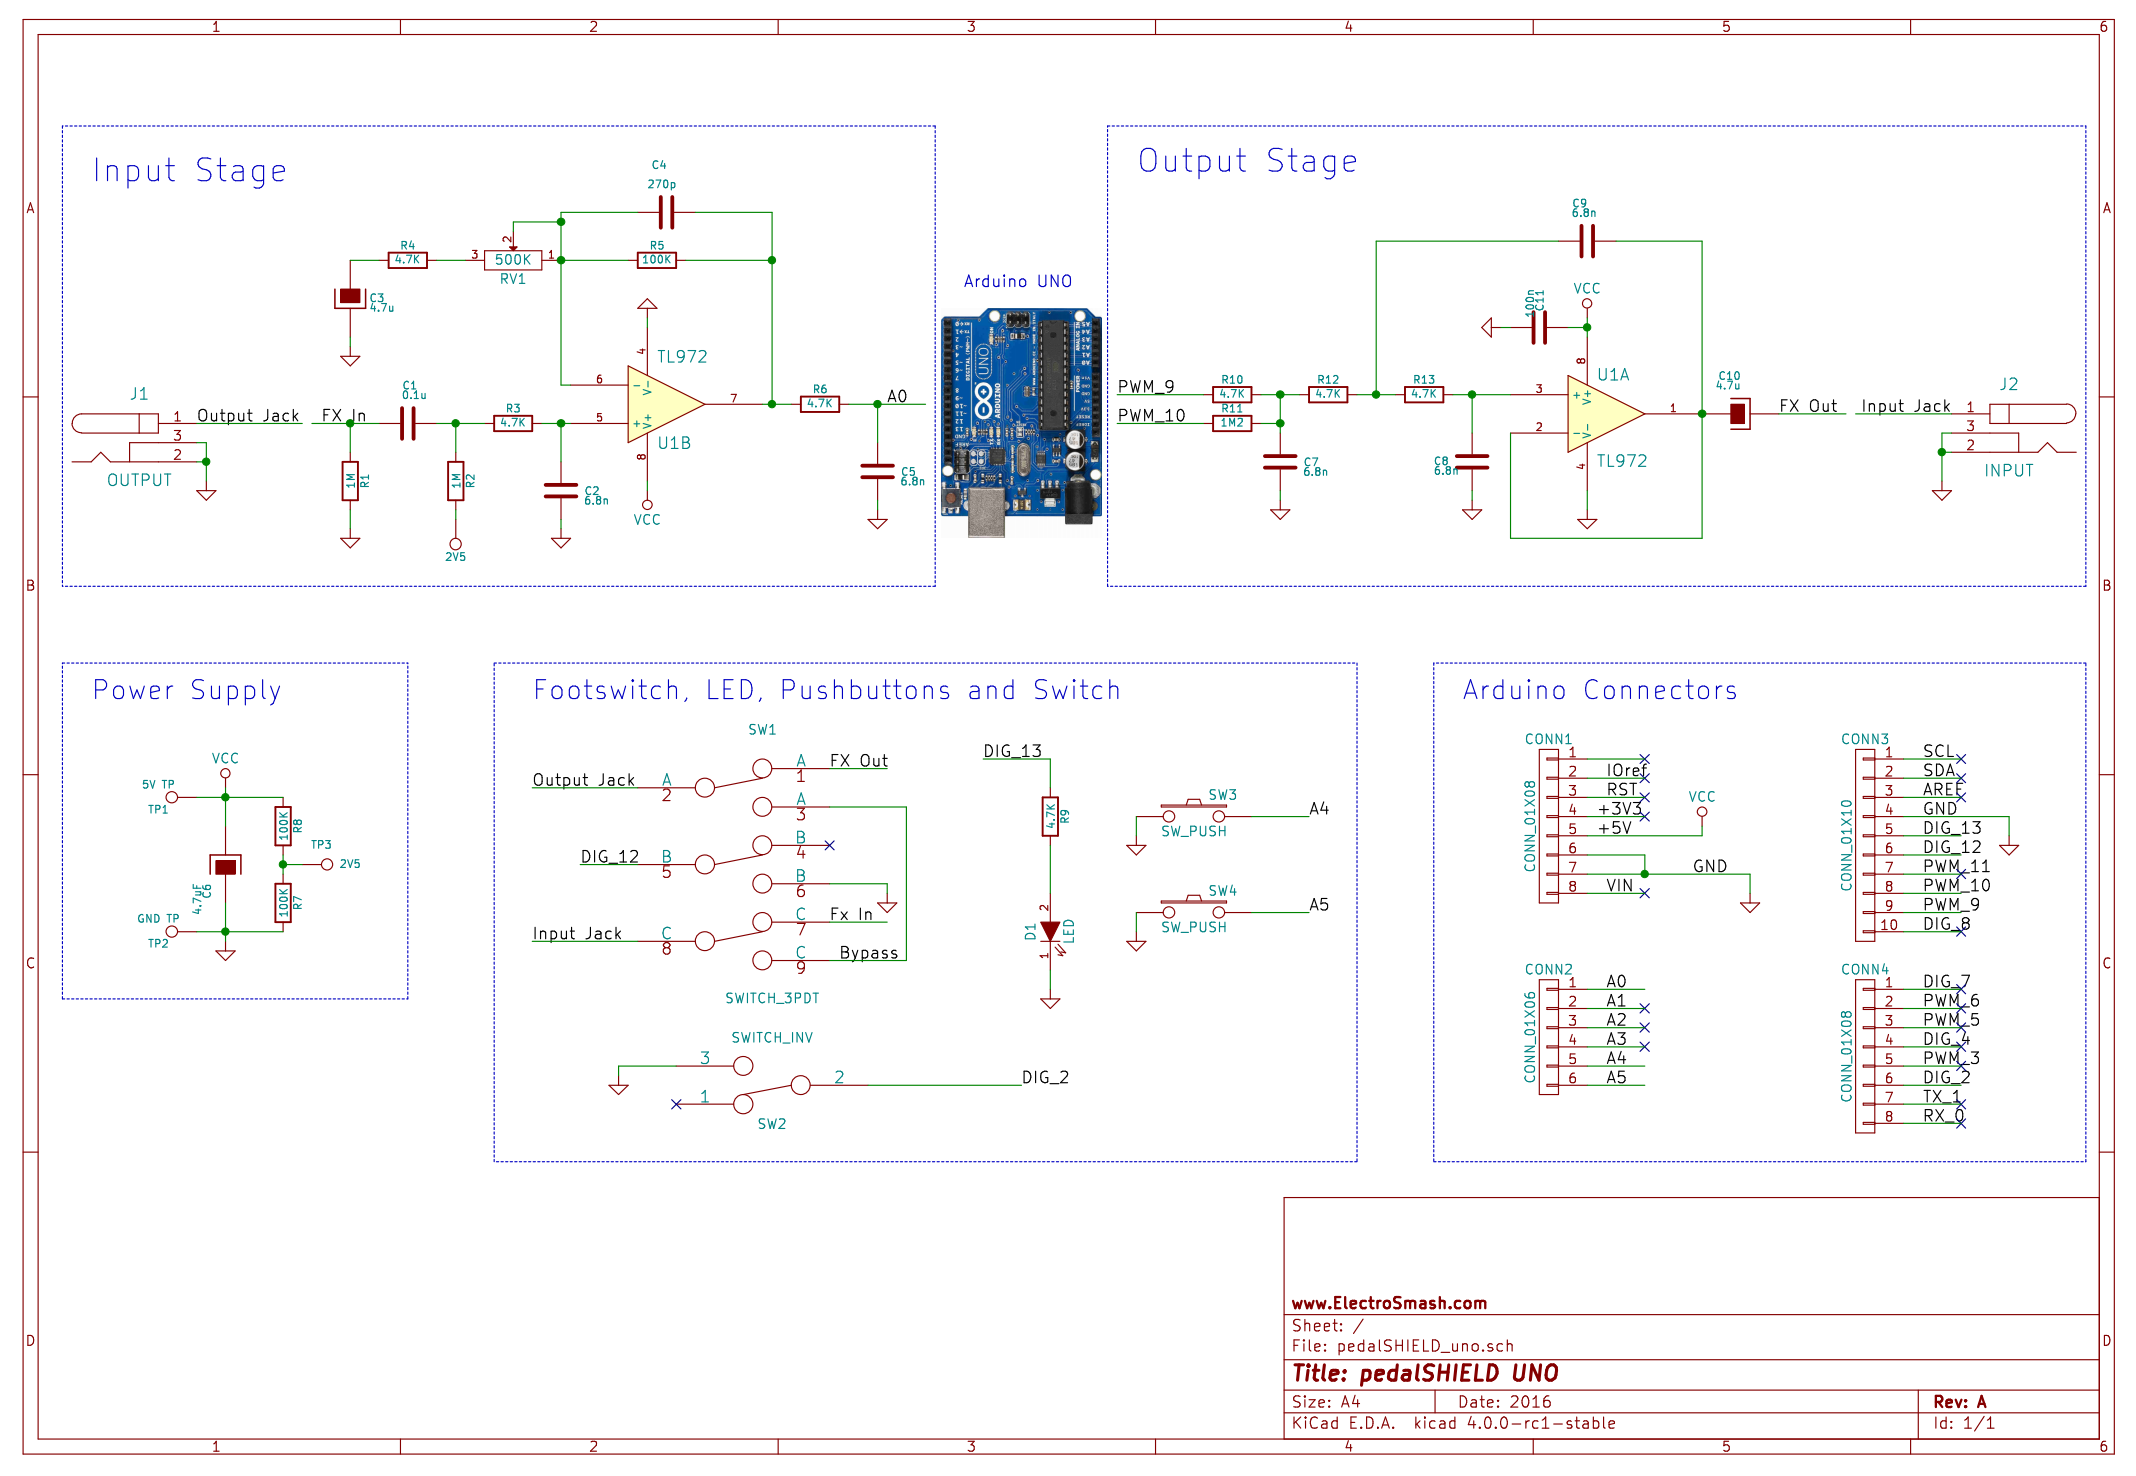 1 2 3 4 5 6
A
B
C
D
Input Stage
C4
270p
R4
4.7K
3
2
500K
1
RV1
R5
100K
C3
4.7u
4
TL972
6
V-
5
V+
7
U1B
8
VCC
J1
1
3
2
OUTPUT
Output Jack
FX_In
C1
0.1u
R3
4.7K
1M
R1
1M
R2
2V5
C2
6.8n
R6
4.7K
A0
C5
6.8n
Arduino UNO
UNO
ARDUINO
Output Stage
C9
6.8n
100n
C11
VCC
8
PWM_9
R10
4.7K
R12
4.7K
R13
4.7K
PWM_10
R11
1M2
3
V+
2
V-
U1A
1
4
TL972
C7
6.8n
C8
6.8n
C10
4.7u
FX Out
Input Jack
J2
1
3
2
INPUT
Power Supply
VCC
5V TP
TP1
100K
R8
TP3
2V5
4.7uF
C6
100K
R7
GND TP
TP2
Footswitch, LED, Pushbuttons and Switch
SW1
Output Jack
A
2
A
1
FX Out
A
3
DIG_12
B
5
B
4
B
6
Input Jack
C
8
C
7
Fx In
C
9
Bypass
SWITCH_3PDT
SWITCH_INV
3
2
DIG_2
1
SW2
DIG_13
4.7K
R9
2
D1
LED
1
SW3
SW_PUSH
A4
SW4
SW_PUSH
A5
Arduino Connectors
CONN1
CONN_01X08
1
2 IOref
3 RST
4 +3V3
5 +5V
6
7
8 VIN
VCC
GND
CONN3
CONN_01X10
1 SCL
2 SDA
3 AREF
4 GND
5 DIG_13
6 DIG_12
7 PWM_11
8 PWM_10
9 PWM_9
10 DIG_8
CONN2
CONN_01X06
1 A0
2 A1
3 A2
4 A3
5 A4
6 A5
CONN4
CONN_01X08
1 DIG_7
2 PWM_6
3 PWM_5
4 DIG_4
5 PWM_3
6 DIG_2
7 TX_1
8 RX_0
www.ElectroSmash.com
Sheet: /
File: pedalSHIELD_uno.sch
Title: pedalSHIELD UNO
Size: A4 Date: 2016 Rev: A
KiCad E.D.A. kicad 4.0.0-rc1-stable Id: 1/1
A
B
C
D
1 2 3 4 5 6